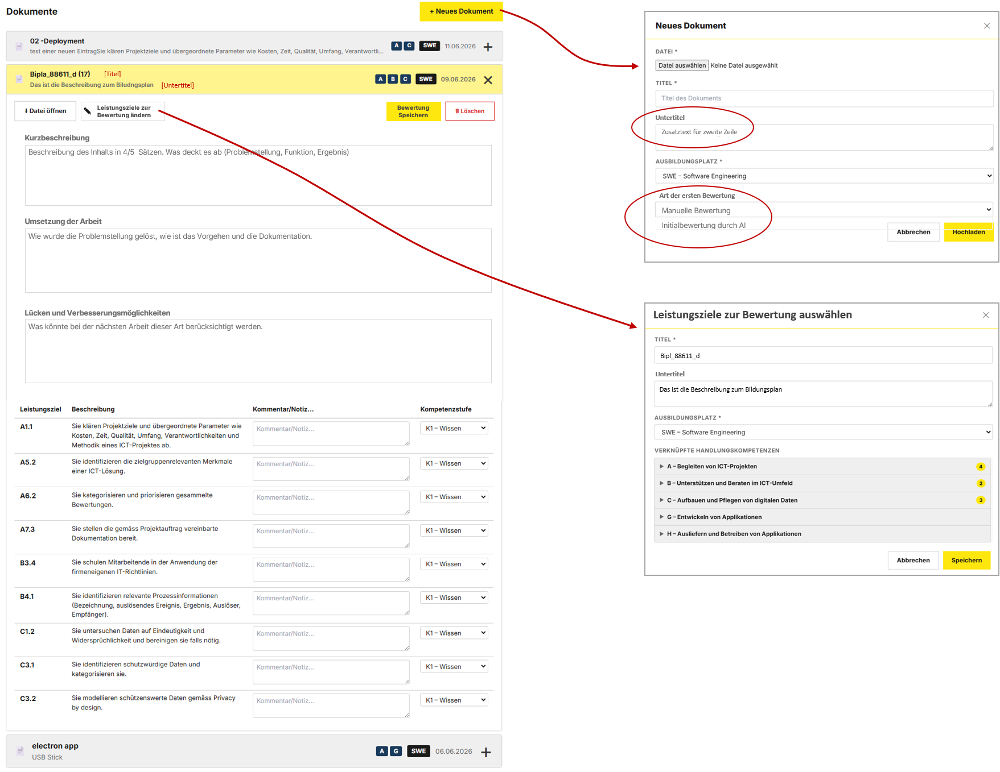 Dokumente
+ Neues Dokument
02 -Deployment
test einer neuen EintragSie klären Projektziele und übergeordnete Parameter wie Kosten, Zeit, Qualität, Umfang, Verantwortli...
A C SWE 11.06.2026
Bipla_88611_d (17) [Titel]
Das ist die Beschreibung zum Biludngsplan [Untertitel]
A B C SWE 09.06.2026
Datei öffnen
Leistungsziele zur
Bewertung ändern
Bewertung
Speichern
Löschen
Kurzbeschreibung
Beschreibung des Inhalts in 4/5 Sätzen. Was deckt es ab (Problemstellung, Funktion, Ergebnis)
Umsetzung der Arbeit
Wie wurde die Problemstellung gelöst, wie ist das Vorgehen und die Dokumentation.
Lücken und Verbesserungsmöglichkeiten
Was könnte bei der nächsten Arbeit dieser Art berücksichtigt werden.
Leistungsziel Beschreibung Kommentar/Notiz... Kompetenzstufe
A1.1 Sie klären Projektziele und übergeordnete Parameter wie
Kosten, Zeit, Qualität, Umfang, Verantwortlichkeiten und
Methodik eines ICT-Projektes ab.
Kommentar/Notiz... K1 – Wissen
A5.2 Sie identifizieren die zielgruppenrelevanten Merkmale
einer ICT-Lösung.
Kommentar/Notiz... K1 – Wissen
A6.2 Sie kategorisieren und priorisieren gesammelte
Bewertungen.
Kommentar/Notiz... K1 – Wissen
A7.3 Sie stellen die gemäss Projektauftrag vereinbarte
Dokumentation bereit.
Kommentar/Notiz... K1 – Wissen
B3.4 Sie schulen Mitarbeitende in der Anwendung der
firmeneigenen IT-Richtlinien.
Kommentar/Notiz... K1 – Wissen
B4.1 Sie identifizieren relevante Prozessinformationen
(Bezeichnung, auslösendes Ereignis, Ergebnis, Auslöser,
Empfänger).
Kommentar/Notiz... K1 – Wissen
C1.2 Sie untersuchen Daten auf Eindeutigkeit und
Widersprüchlichkeit und bereinigen sie falls nötig.
Kommentar/Notiz... K1 – Wissen
C3.1 Sie identifizieren schutzwürdige Daten und
kategorisieren sie.
Kommentar/Notiz... K1 – Wissen
C3.2 Sie modellieren schützenswerte Daten gemäss Privacy
by design.
Kommentar/Notiz... K1 – Wissen
electron app
USB Stick
A G SWE 06.06.2026
Neues Dokument
DATEI *
Datei auswählen Keine Datei ausgewählt
TITEL *
Titel des Dokuments
Untertitel
Zusatztext für zweite Zeile
AUSBILDUNGSPLATZ *
SWE – Software Engineering
Art der ersten Bewertung
Manuelle Bewertung
Initialbewertung durch AI
Abbrechen
Hochladen
Leistungsziele zur Bewertung auswählen
TITEL *
Bipl_88611_d
Untertitel
Das ist die Beschreibung zum Bildungsplan
AUSBILDUNGSPLATZ *
SWE – Software Engineering
VERKNÜPFTE HANDLUNGSKOMPETENZEN
A – Begleiten von ICT-Projekten 4
B – Unterstützen und Beraten im ICT-Umfeld 2
C – Aufbauen und Pflegen von digitalen Daten 3
G – Entwickeln von Applikationen
H – Ausliefern und Betreiben von Applikationen
Abbrechen
Speichern